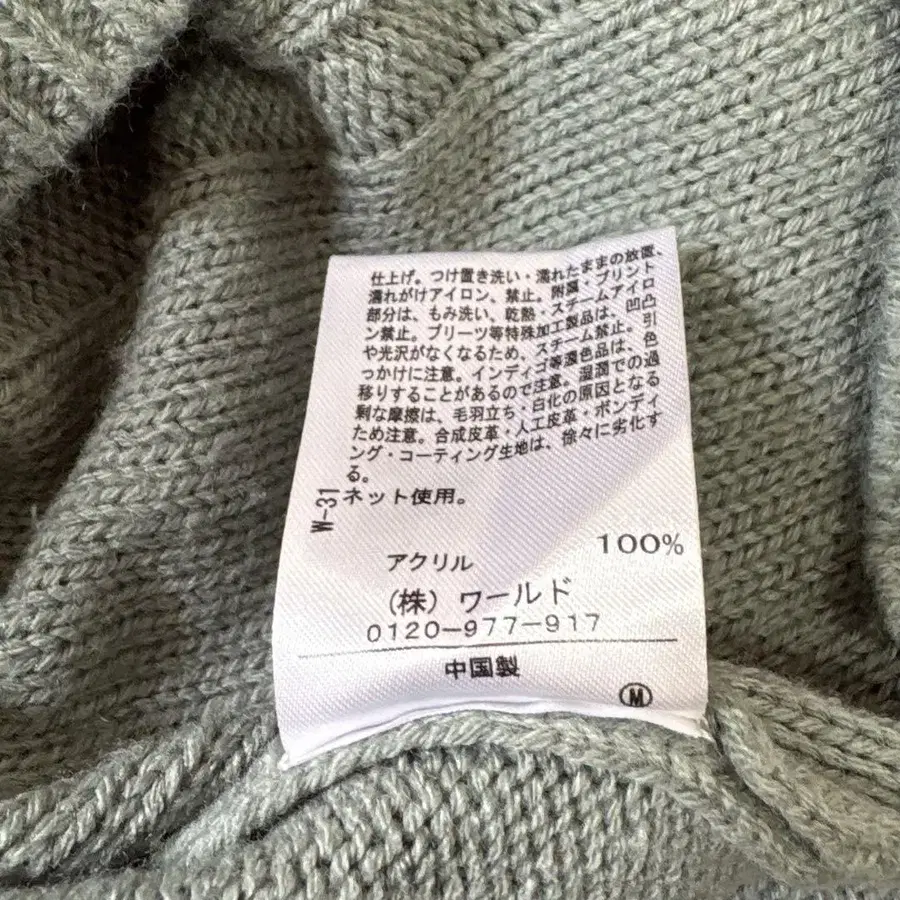 仕上げ。つけ置き洗い・濡れたままの放置、
濡れがけアイロン、禁止。附属・プリント
部分は、もみ洗い、乾熱・スチームアイロ
ン禁止。プリーツ等特殊加工製品は、凹凸
や光沢がなくなるため、スチーム禁止。引
っかけに注意。インディゴ等濃色品は、色
移りすることがあるので注意。湿潤での過
剰な摩擦は、毛羽立ち・白化の原因となる
ため注意。合成皮革・人工皮革・ボンディ
ング・コーティング生地は、徐々に劣化す
る。
ネット使用。
W-31
アクリル 100%
(株) ワールド
0120-977-917
中国製
M